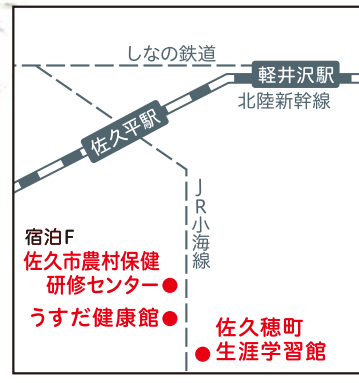 しなの鉄道
軽井沢駅
北陸新幹線
佐久平駅
JR小海線
宿泊F
佐久市農村保健
研修センター
うすだ健康館
佐久穂町
生涯学習館